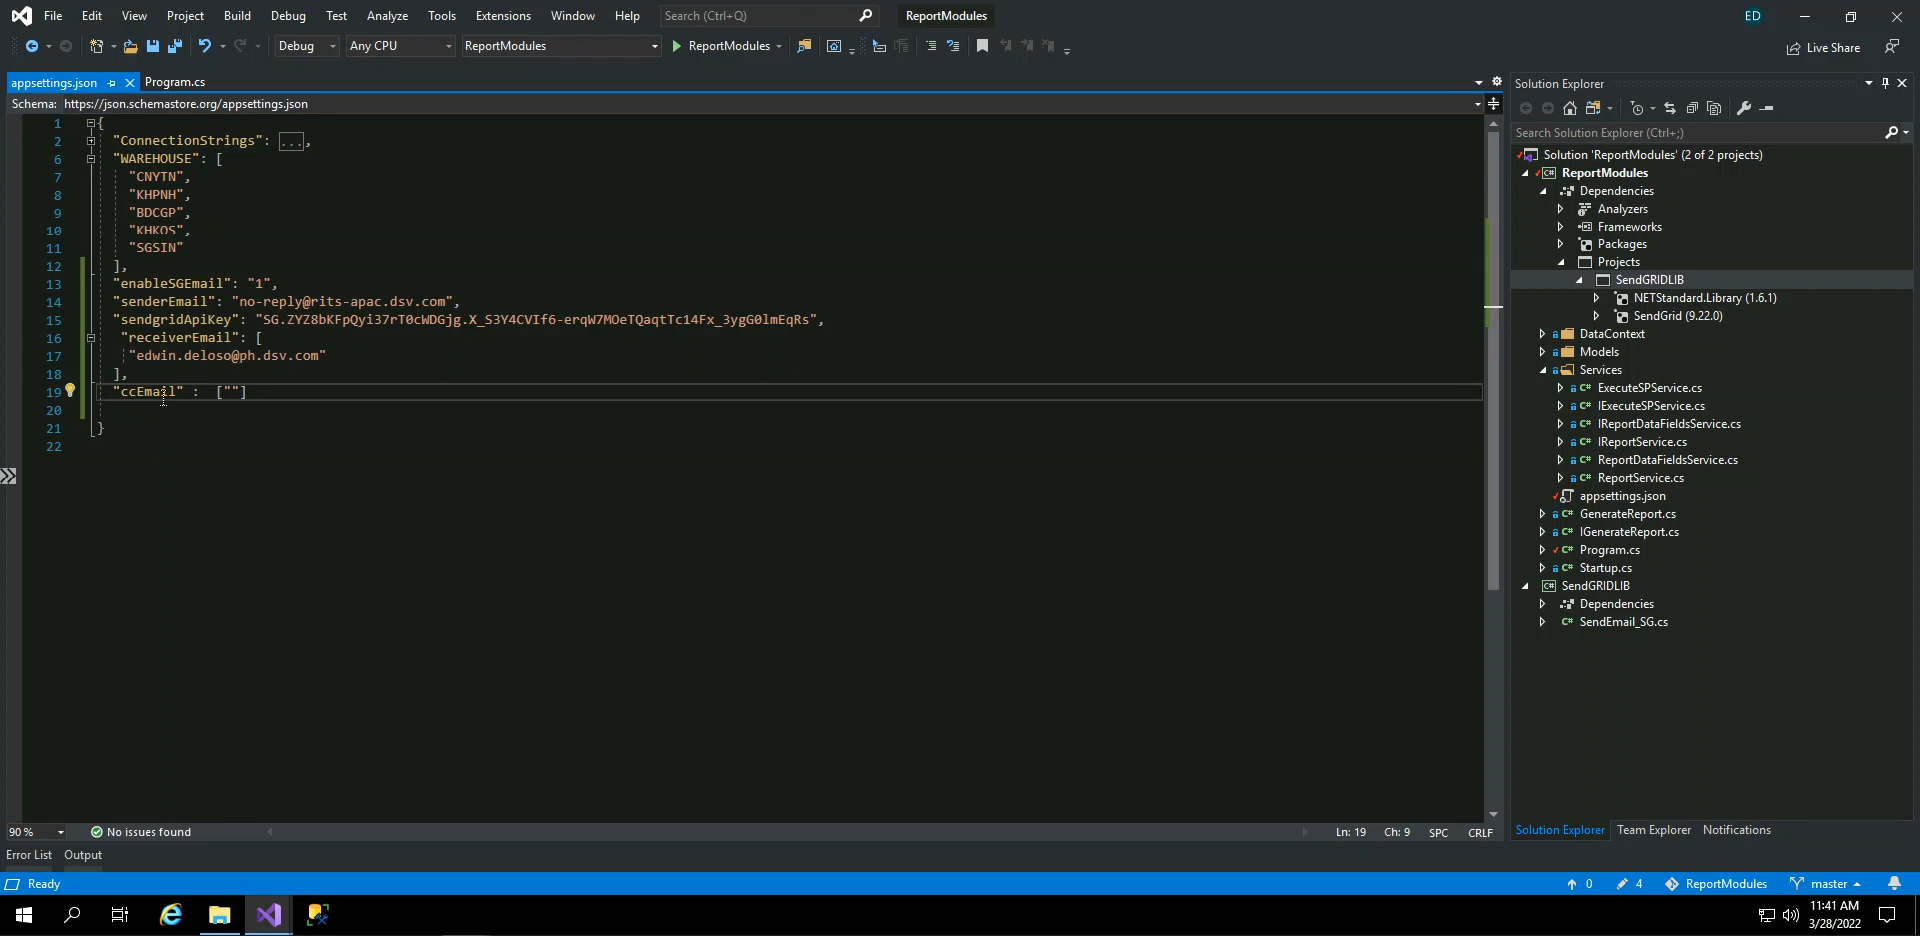 File Edit View Project Build Debug Test Analyze Tools Extensions Window Help Search (Ctrl+Q) ReportModules ED
Debug Any CPU ReportModules ReportModules Live Share
appsettings.json Program.cs
Schema: https://json.schemastore.org/appsettings.json
1 {
2 "ConnectionStrings": ...,
6 "WAREHOUSE": [
7 "CNYTN",
8 "KHPNH",
9 "BDCGP",
10 "KHKOS",
11 "SGSIN"
12 ],
13 "enableSGEmail": "1",
14 "senderEmail": "no-reply@rits-apac.dsv.com",
15 "sendgridApiKey": "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",
16 "receiverEmail": [
17 "edwin.deloso@ph.dsv.com"
18 ],
19 "ccEmail" : [""]
20
21 }
22
90 % No issues found Ln: 19 Ch: 9 SPC CRLF
Error List Output
Solution Explorer
Search Solution Explorer (Ctrl+;)
Solution 'ReportModules' (2 of 2 projects)
C# ReportModules
Dependencies
Analyzers
Frameworks
Packages
Projects
SendGRIDLIB
NETStandard.Library (1.6.1)
SendGrid (9.22.0)
DataContext
Models
Services
C# ExecuteSPService.cs
C# IExecuteSPService.cs
C# IReportDataFieldsService.cs
C# IReportService.cs
C# ReportDataFieldsService.cs
C# ReportService.cs
appsettings.json
C# GenerateReport.cs
C# IGenerateReport.cs
C# Program.cs
C# Startup.cs
C# SendGRIDLIB
Dependencies
C# SendEmail_SG.cs
Solution Explorer Team Explorer Notifications
Ready 0 4 ReportModules master
11:41 AM
3/28/2022